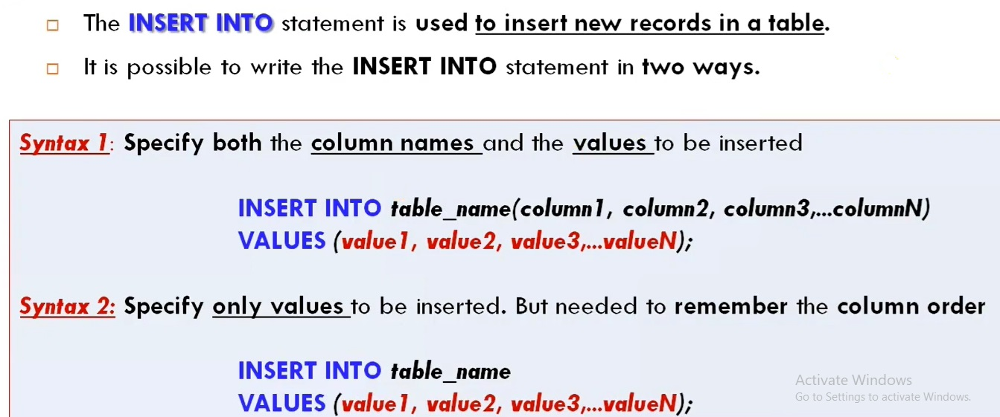 The INSERT INTO statement is used to insert new records in a table.
It is possible to write the INSERT INTO statement in two ways.
Syntax 1: Specify both the column names and the values to be inserted
INSERT INTO table_name(column1, column2, column3,...columnN)
VALUES (value1, value2, value3,...valueN);
Syntax 2: Specify only values to be inserted. But needed to remember the column order
INSERT INTO table_name
VALUES (value1, value2, value3,...valueN);
Activate Windows
Go to Settings to activate Windows.